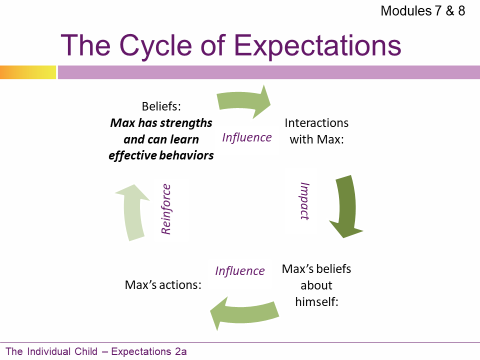 Modules 7 & 8
The Cycle of Expectations
Beliefs:
Max has strengths
and can learn
effective behaviors
Influence
Interactions
with Max:
Impact
Max's beliefs
about
himself:
Influence
Max's actions:
Reinforce
The Individual Child – Expectations 2a